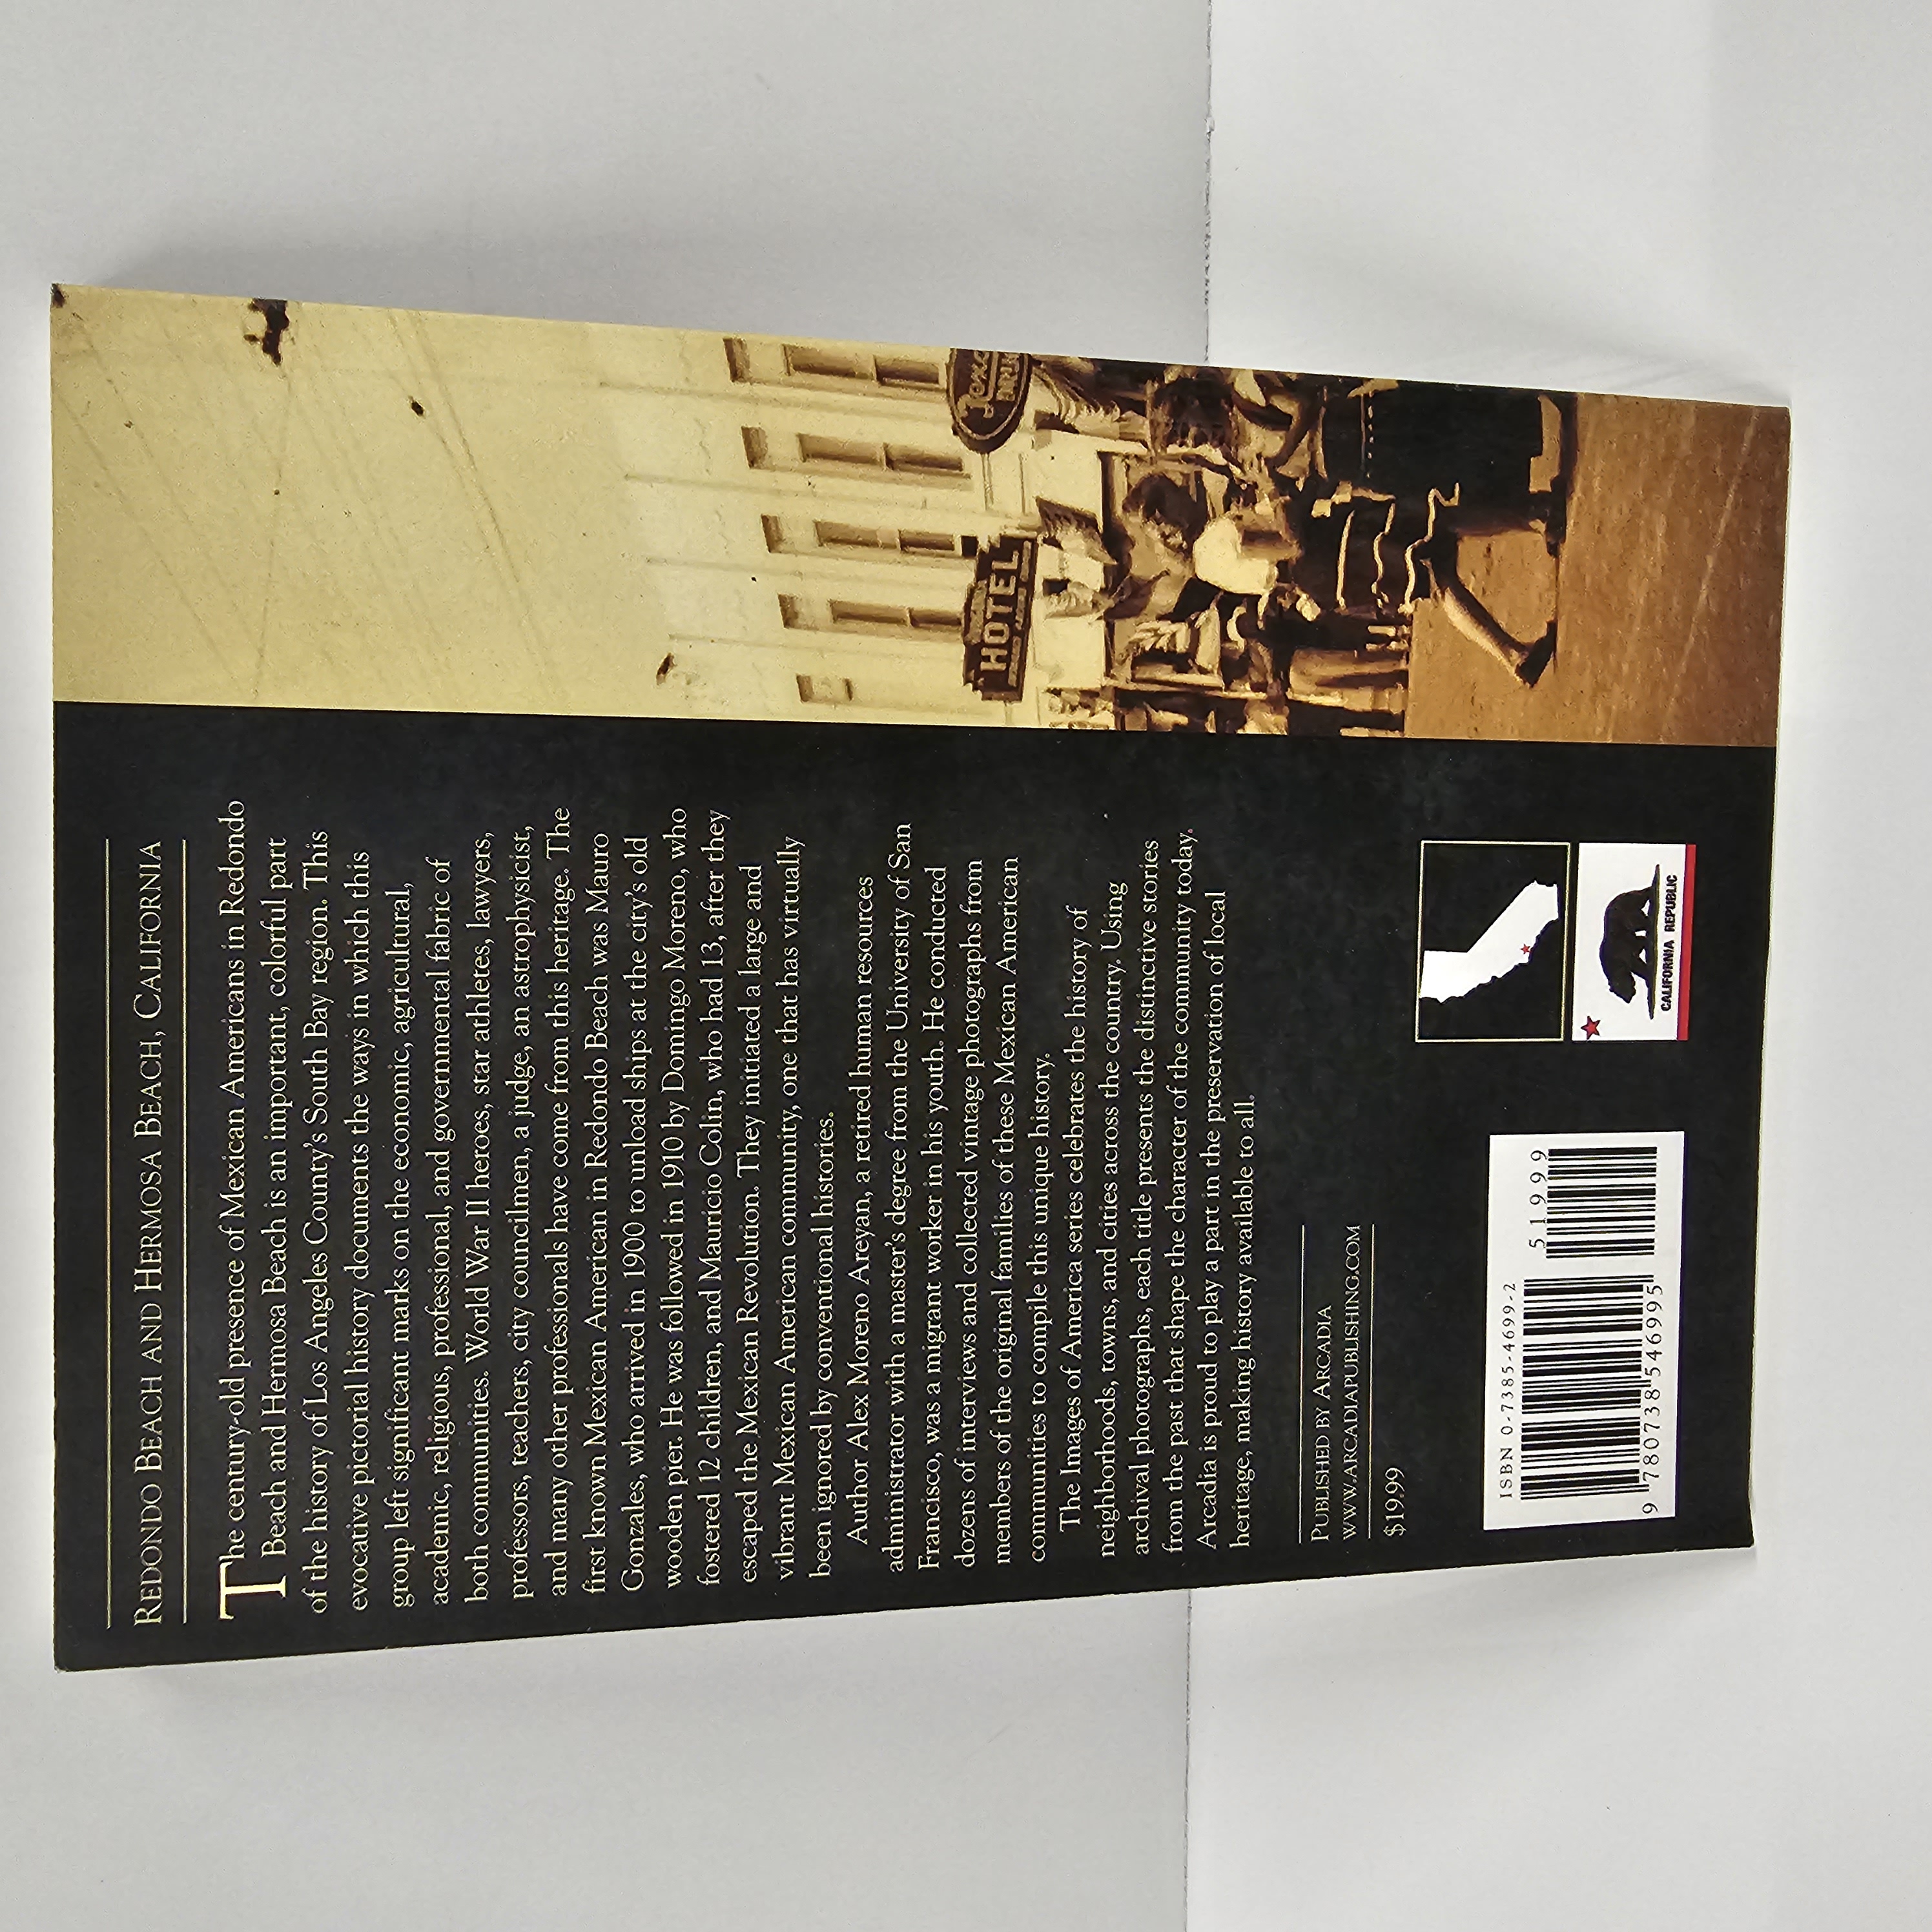 REDONDO BEACH AND HERMOSA BEACH, CALIFORNIA
The century-old presence of Mexican Americans in Redondo
Beach and Hermosa Beach is an important, colorful part
of the history of Los Angeles County's South Bay region. This
evocative pictorial history documents the ways in which this
group left significant marks on the economic, agricultural,
academic, religious, professional, and governmental fabric of
both communities. World War II heroes, star athletes, lawyers,
professors, teachers, city councilmen, a judge, an astrophysicist,
and many other professionals have come from this heritage. The
first known Mexican American in Redondo Beach was Mauro
Gonzales, who arrived in 1900 to unload ships at the city's old
wooden pier. He was followed in 1910 by Domingo Moreno, who
fostered 12 children, and Mauricio Colin, who had 13, after they
escaped the Mexican Revolution. They initiated a large and
vibrant Mexican American community, one that has virtually
been ignored by conventional histories.
Author Alex Moreno Areyan, a retired human resources
administrator with a master's degree from the University of San
Francisco, was a migrant worker in his youth. He conducted
dozens of interviews and collected vintage photographs from
members of the original families of these Mexican American
communities to compile this unique history.
The Images of America series celebrates the history of
neighborhoods, towns, and cities across the country. Using
archival photographs, each title presents the distinctive stories
from the past that shape the character of the community today.
Arcadia is proud to play a part in the preservation of local
heritage, making history available to all.
PUBLISHED BY ARCADIA
WWW.ARCADIAPUBLISHING.COM
$19.99
ISBN 0-7385-4699-2
51999
9 780738 546995
CALIFORNIA REPUBLIC
HOTEL